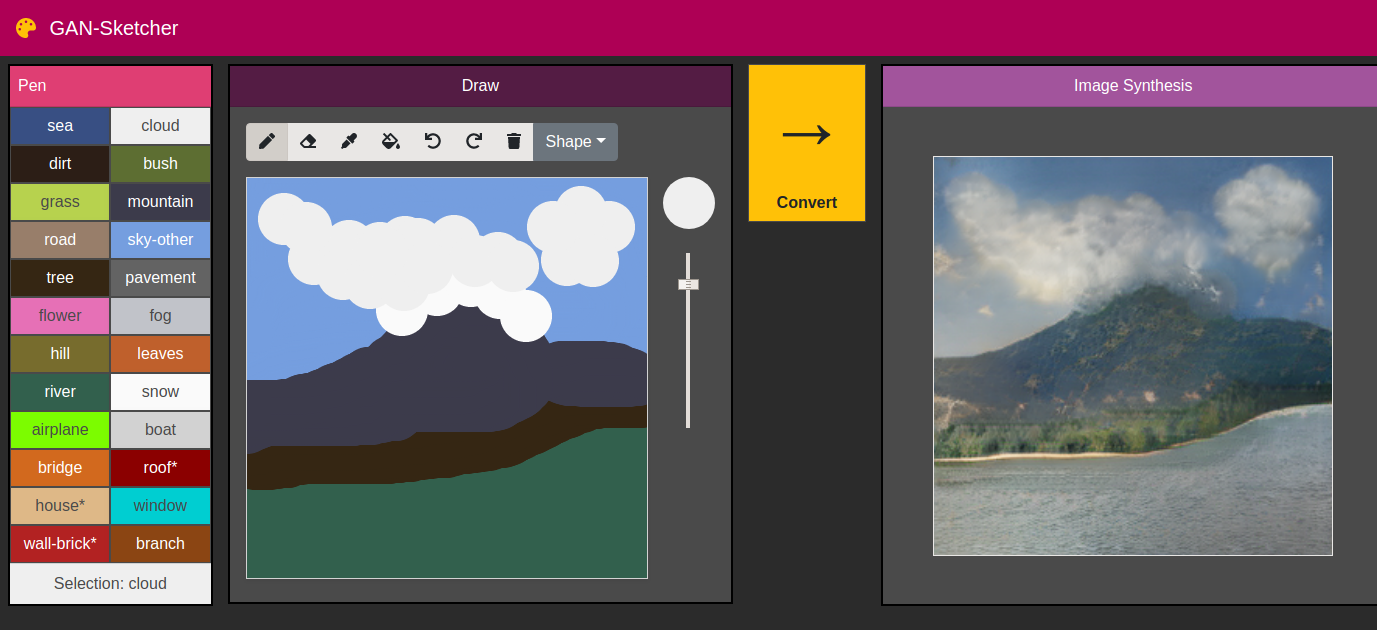 GAN-Sketcher
Pen
sea cloud
dirt bush
grass mountain
road sky-other
tree pavement
flower fog
hill leaves
river snow
airplane boat
bridge roof*
house* window
wall-brick* branch
Selection: cloud
Draw
Shape
Convert
Image Synthesis